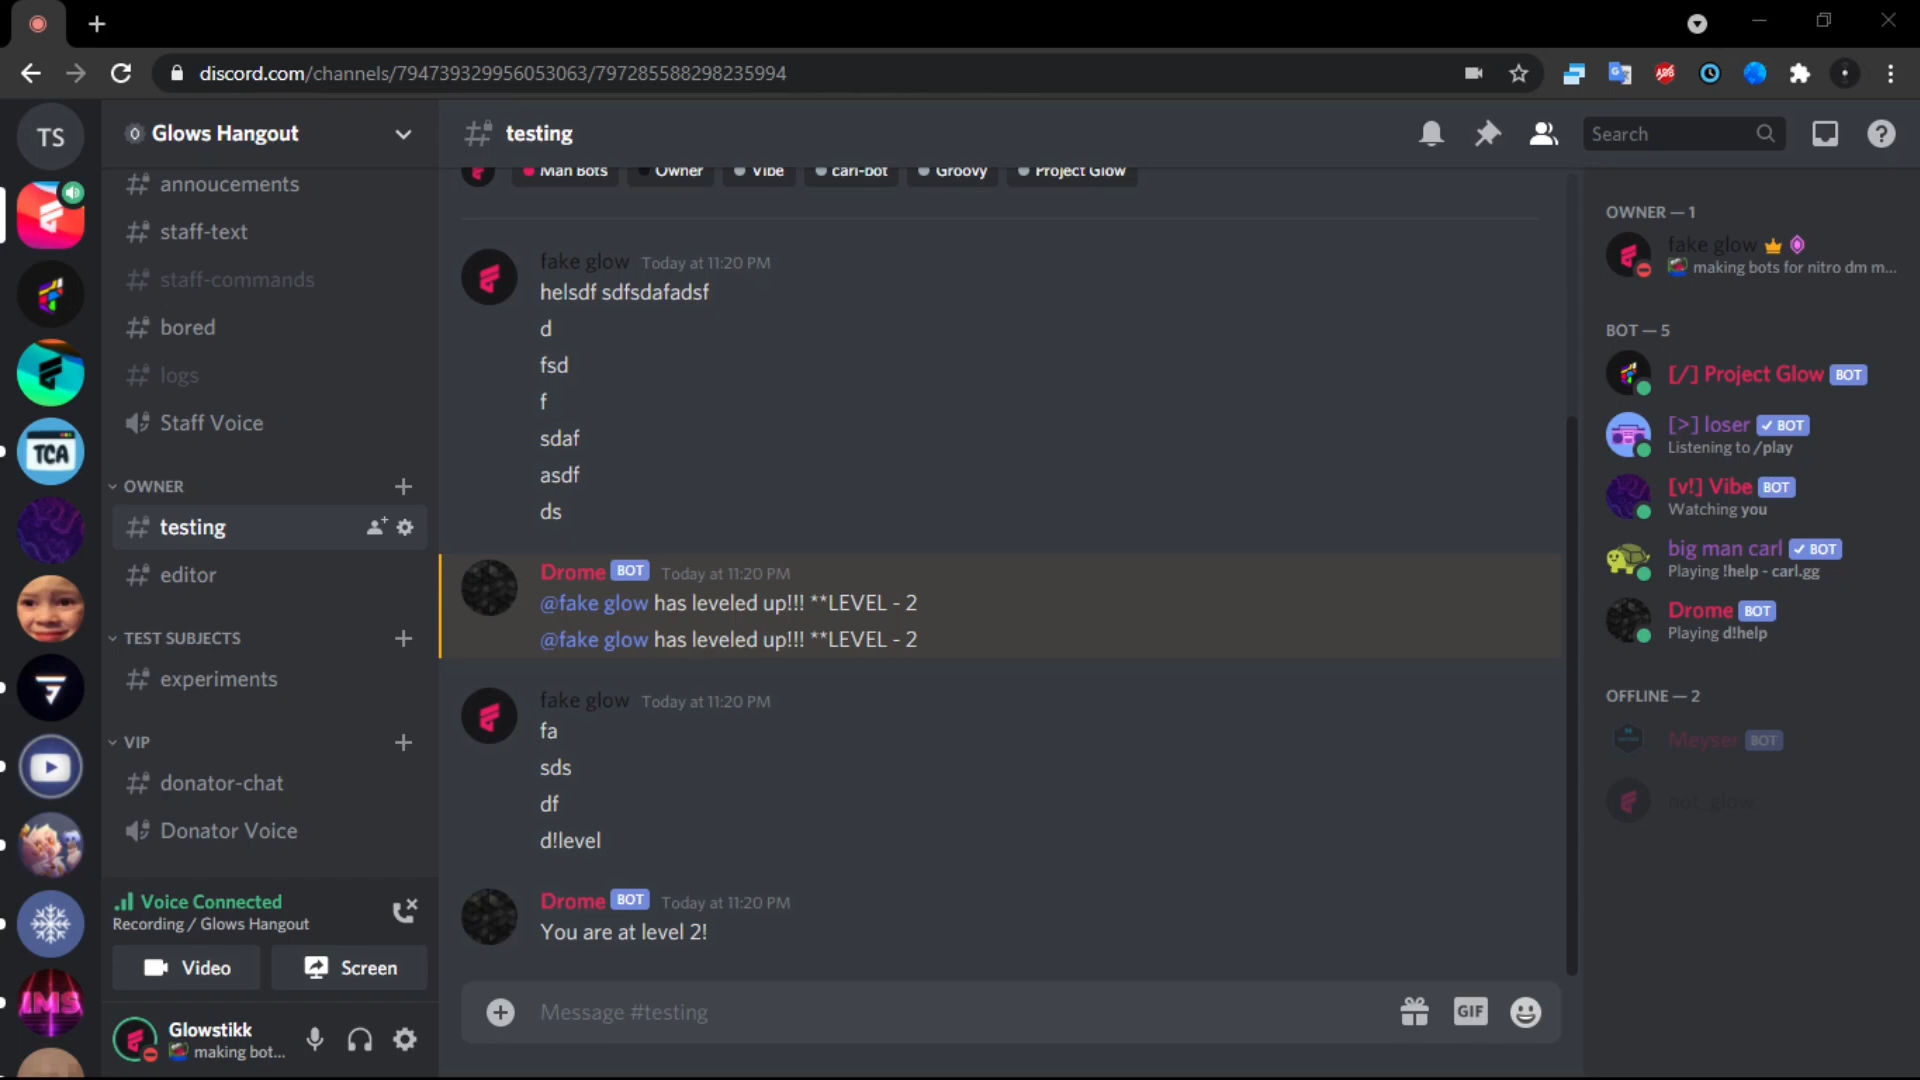 discord.com/channels/794739329956053063/797285588298235994
TS
Glows Hangout
annoucements
staff-text
staff-commands
bored
logs
Staff Voice
OWNER
testing
editor
TEST SUBJECTS
experiments
VIP
donator-chat
Donator Voice
Voice Connected
Recording / Glows Hangout
Video
Screen
Glowstikk
making bot...
TCA
IMS
testing
Search
Man Bots
Owner
Vibe
carl-bot
Groovy
Project Glow
fake glow Today at 11:20 PM
helsdf sdfsdafadsf
d
fsd
f
sdaf
asdf
ds
Drome BOT Today at 11:20 PM
@fake glow has leveled up!!! **LEVEL - 2
@fake glow has leveled up!!! **LEVEL - 2
fake glow Today at 11:20 PM
fa
sds
df
d!level
Drome BOT Today at 11:20 PM
You are at level 2!
Message #testing
GIF
OWNER — 1
fake glow
making bots for nitro dm m...
BOT — 5
[/] Project Glow BOT
[>] loser ✓ BOT
Listening to /play
[v!] Vibe BOT
Watching you
big man carl ✓ BOT
Playing !help - carl.gg
Drome BOT
Playing d!help
OFFLINE — 2
Meyser BOT
not_glow